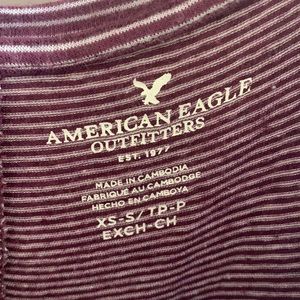 AMERICAN EAGLE
OUTFITTERS
EST. 1977
MADE IN CAMBODIA
FABRIQUE AU CAMBODGE
HECHO EN CAMBOYA
XS-S/TP-P
EXCH-CH